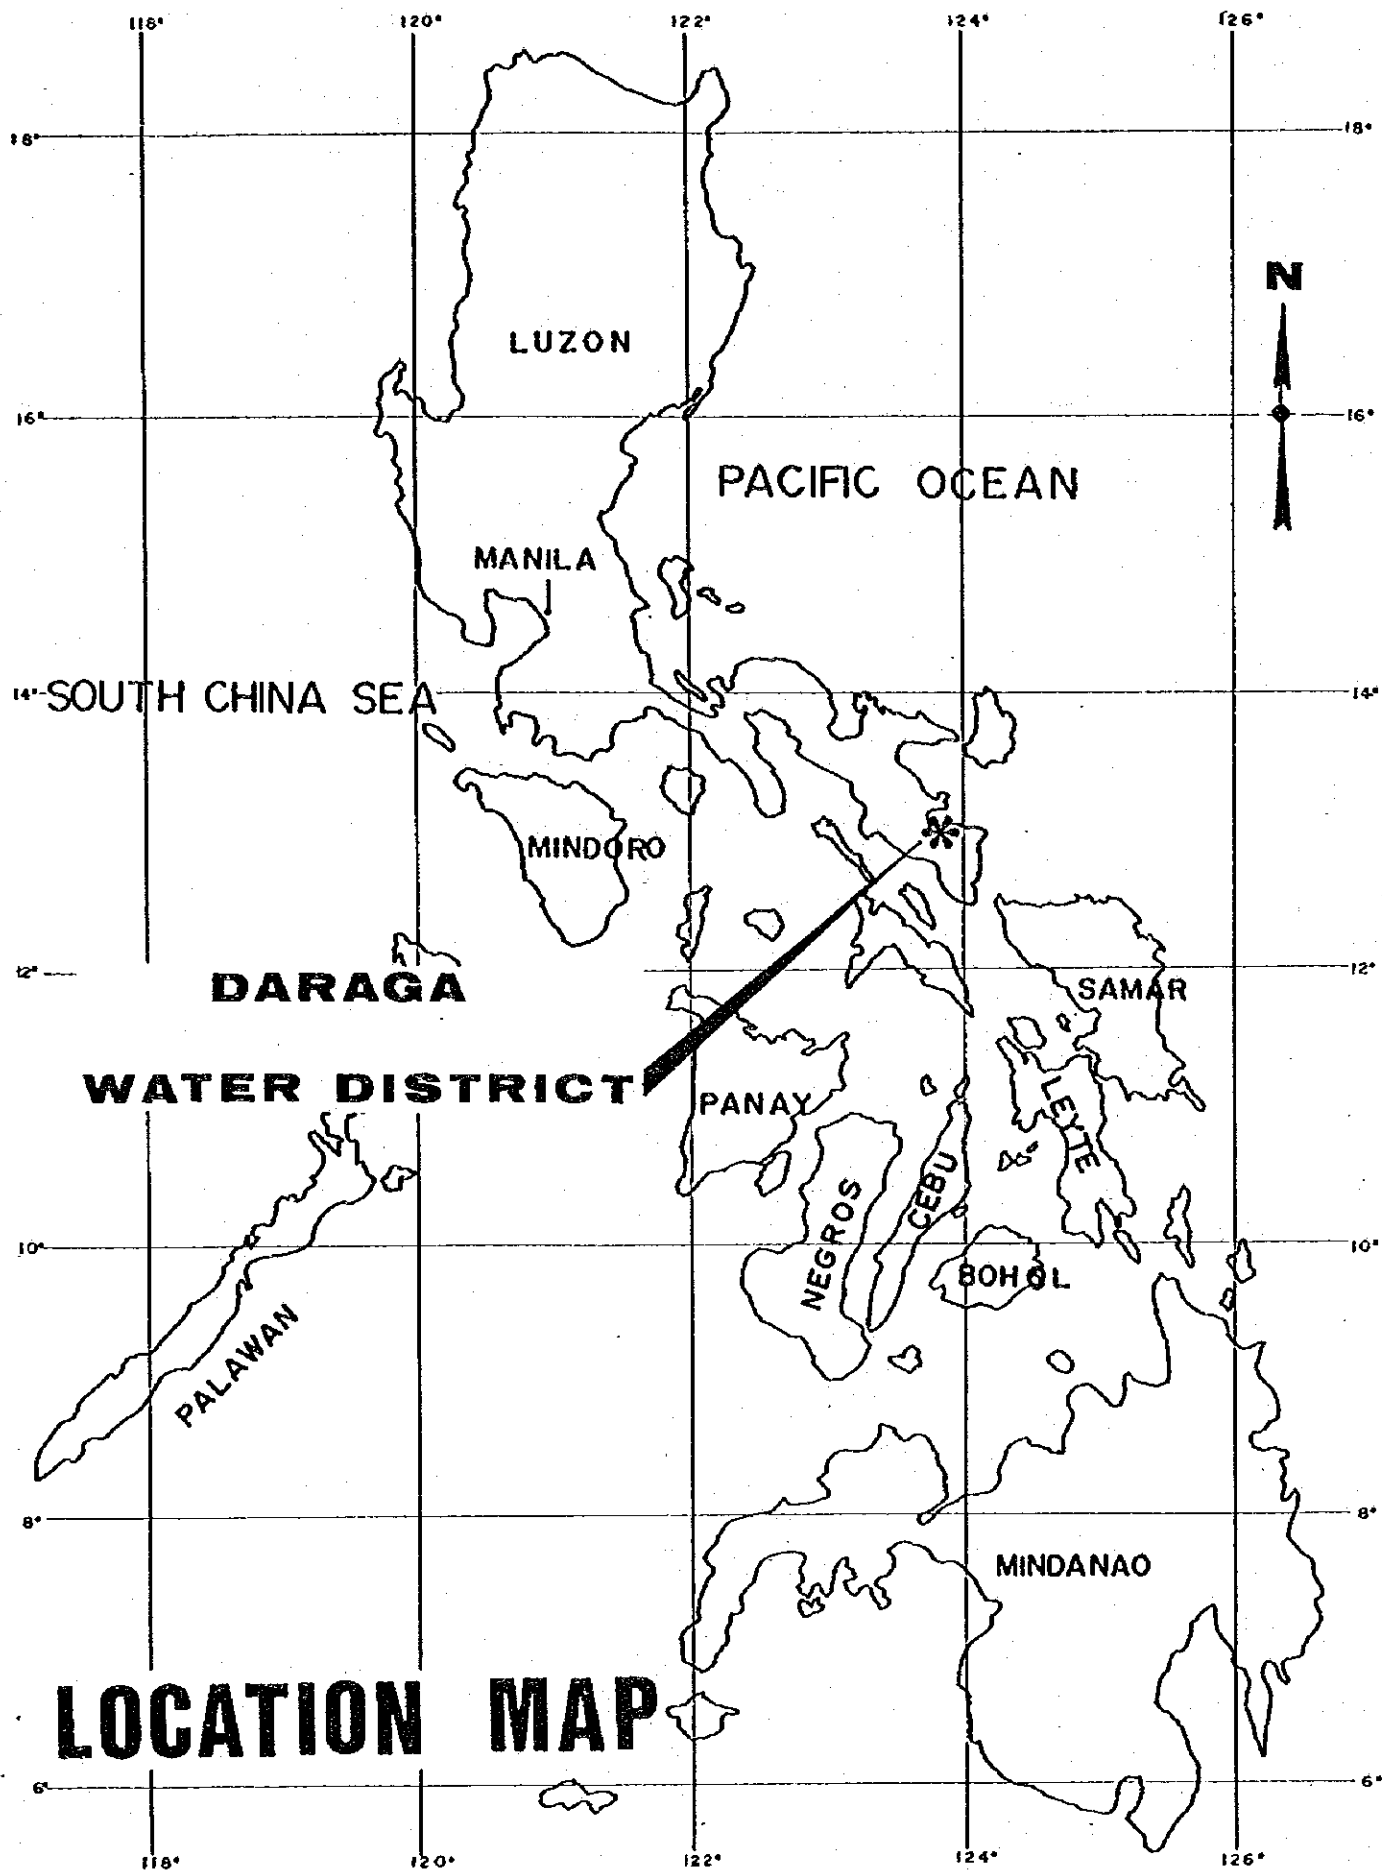 118° 120° 122° 124° 126°
18° 18°
N
LUZON
16° 16°
PACIFIC OCEAN
MANILA
14° SOUTH CHINA SEA 14°
MINDORO
12° 12°
DARAGA
SAMAR
WATER DISTRICT
PANAY
LEYTE
CEBU
NEGROS
10° 10°
BOHOL
PALAWAN
8° 8°
MINDANAO
LOCATION MAP
6° 6°
118° 120° 122° 124° 126°